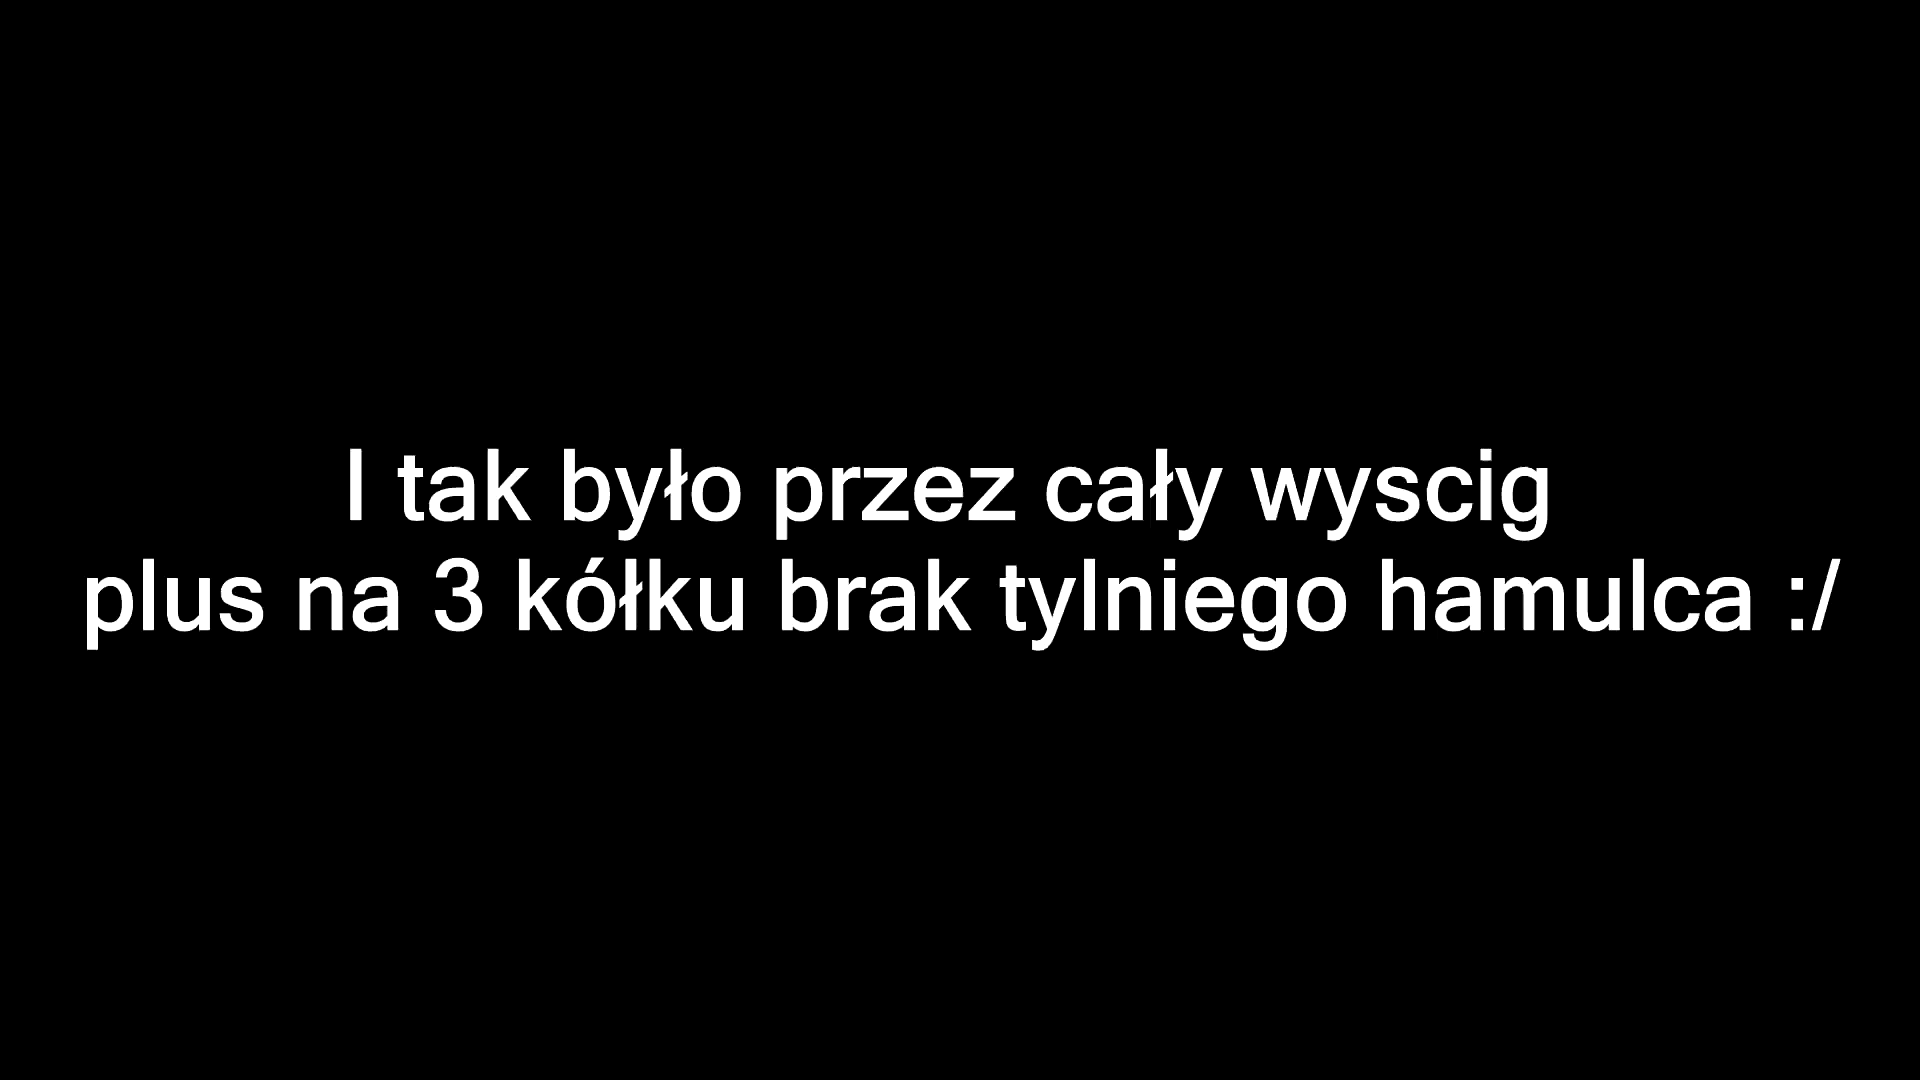 I tak było przez cały wyscig
plus na 3 kółku brak tylniego hamulca :/